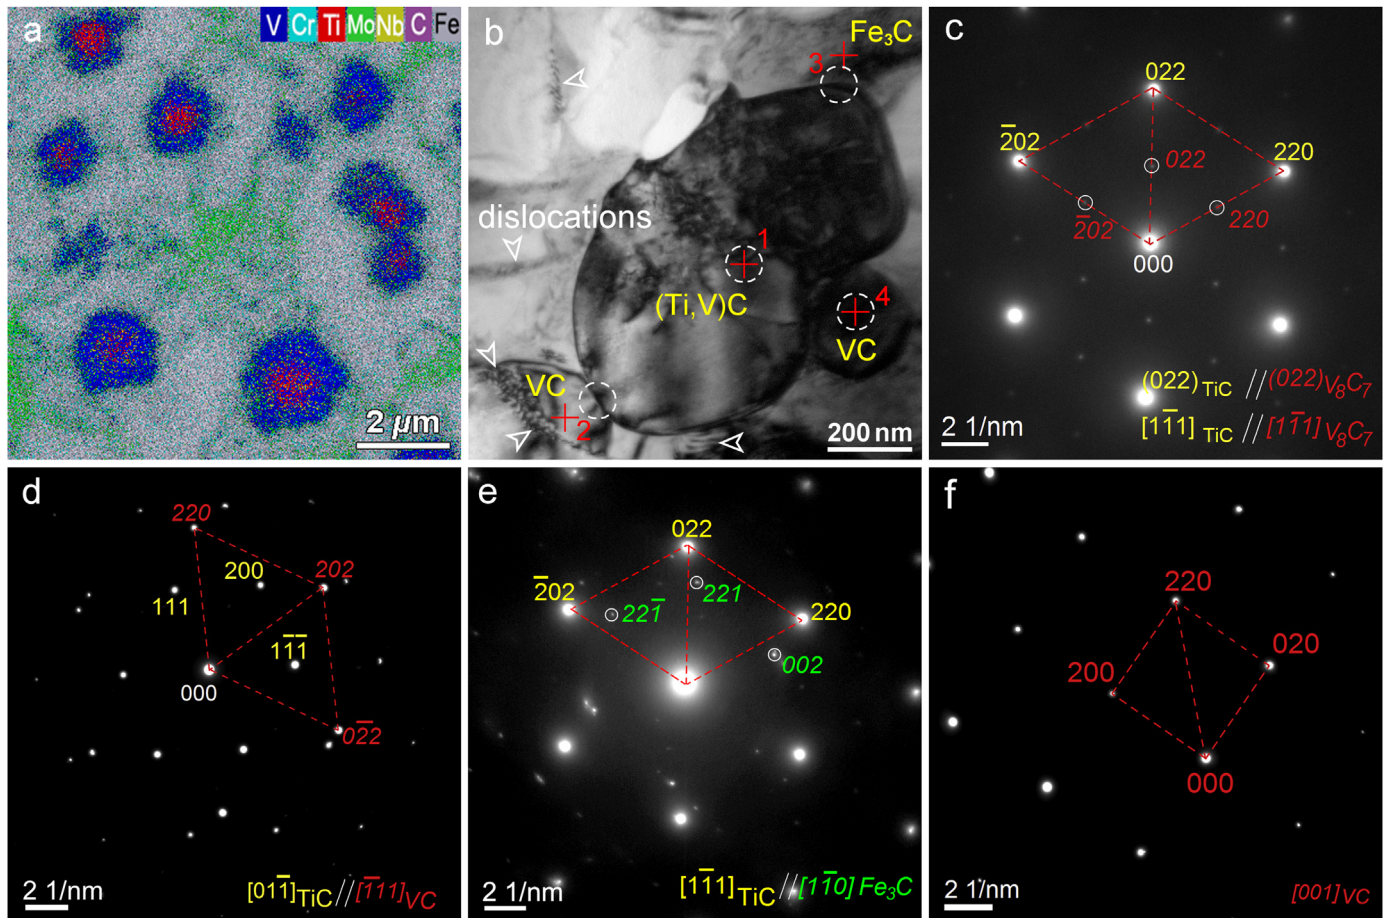 a
V Cr Ti Mo Nb C Fe
2 µm
b
Fe₃C
3
dislocations
1
(Ti,V)C
4
VC
VC
2
200 nm
c
022
2̅02
220
022
2̅02
220
000
(022)TiC //(022)V₈C₇
[11̅1]TiC //[11̅1]V₈C₇
2 1/nm
d
220
200
202
111
11̅1̅
000
02̅2̅
2 1/nm
[011̅]TiC//[1̅11]VC
e
022
2̅02
221
220
221̅
002
2 1/nm
[11̅1]TiC//[11̅0]Fe₃C
f
220
020
200
000
2 1/nm
[001]VC